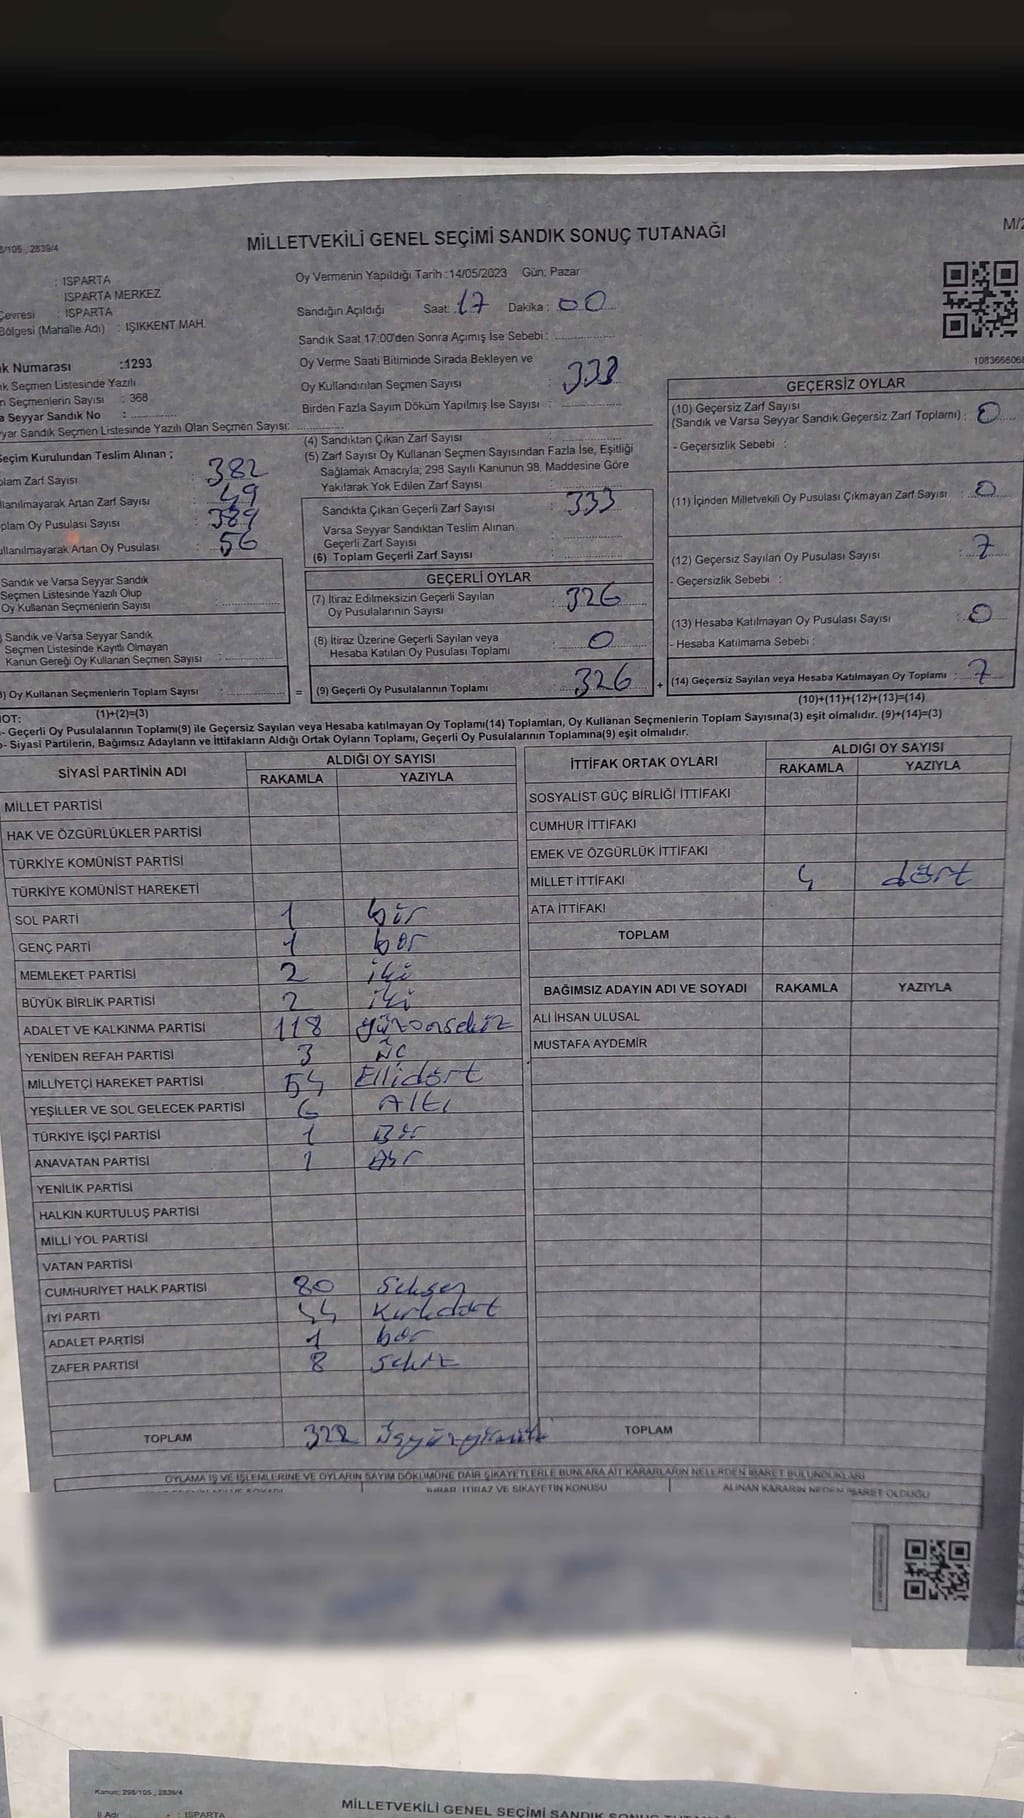 MİLLETVEKİLİ GENEL SEÇİMİ SANDIK SONUÇ TUTANAĞI
M/2
, 2839/4
: ISPARTA
ISPARTA MERKEZ
Çevresi : ISPARTA
Bölgesi (Mahalle Adı) : IŞIKKENT MAH.
Numarası :1293
Seçmen Listesinde Yazılı
Seçmenlerin Sayısı : 368
Seyyar Sandık No : ..............
Sandık Seçmen Listesinde Yazılı Olan Seçmen Sayısı: ..............
Seçim Kurulundan Teslim Alınan ;
Zarf Sayısı : 382
Artan Zarf Sayısı : 49
Oy Pusulası Sayısı : 389
Artan Oy Pusulası : 56
Sandık ve Varsa Seyyar Sandık
Seçmen Listesinde Yazılı Olup
Oy Kullanan Seçmenlerin Sayısı : ..............
Sandık ve Varsa Seyyar Sandık
Seçmen Listesinde Kayıtlı Olmayan
Kanun Gereği Oy Kullanan Seçmen Sayısı : ..............
Oy Kullanan Seçmenlerin Toplam Sayısı : .............. =
(1)+(2)=(3)
Oy Vermenin Yapıldığı Tarih :14/05/2023 Gün: Pazar
Sandığın Açıldığı Saat: 17 Dakika : 00
Sandık Saat 17:00'den Sonra Açımış İse Sebebi : ..............
Oy Verme Saati Bitiminde Sırada Bekleyen ve
Oy Kullandırılan Seçmen Sayısı : 333
Birden Fazla Sayım Döküm Yapılmış İse Sayısı : ..............
(4) Sandıktan Çıkan Zarf Sayısı : ..............
(5) Zarf Sayısı Oy Kullanan Seçmen Sayısından Fazla İse, Eşitliği
Sağlamak Amacıyla; 298 Sayılı Kanunun 98. Maddesine Göre
Yakılarak Yok Edilen Zarf Sayısı : ..............
Sandıkta Çıkan Geçerli Zarf Sayısı : 333
Varsa Seyyar Sandıktan Teslim Alınan
Geçerli Zarf Sayısı : ..............
(6) Toplam Geçerli Zarf Sayısı : ..............
GEÇERLİ OYLAR
(7) İtiraz Edilmeksizin Geçerli Sayılan
Oy Pusulalarının Sayısı : 326
(8) İtiraz Üzerine Geçerli Sayılan veya
Hesaba Katılan Oy Pusulası Toplamı : 0
(9) Geçerli Oy Pusulalarının Toplamı : 326 +
GEÇERSİZ OYLAR
(10) Geçersiz Zarf Sayısı
(Sandık ve Varsa Seyyar Sandık Geçersiz Zarf Toplamı) : 0
- Geçersizlik Sebebi :
(11) İçinden Milletvekili Oy Pusulası Çıkmayan Zarf Sayısı : 0
(12) Geçersiz Sayılan Oy Pusulası Sayısı : 7
- Geçersizlik Sebebi :
(13) Hesaba Katılmayan Oy Pusulası Sayısı : 0
- Hesaba Katılmama Sebebi :
(14) Geçersiz Sayılan veya Hesaba Katılmayan Oy Toplamı : 7
(10)+(11)+(12)+(13)=(14)
NOT:
- Geçerli Oy Pusulalarının Toplamı(9) ile Geçersiz Sayılan veya Hesaba katılmayan Oy Toplamı(14) Toplamları, Oy Kullanan Seçmenlerin Toplam Sayısına(3) eşit olmalıdır. (9)+(14)=(3)
- Siyasi Partilerin, Bağımsız Adayların ve İttifakların Aldığı Ortak Oyların Toplamı, Geçerli Oy Pusulalarının Toplamına(9) eşit olmalıdır.
SİYASİ PARTİNİN ADI ALDIĞI OY SAYISI
RAKAMLA YAZIYLA
MİLLET PARTİSİ
HAK VE ÖZGÜRLÜKLER PARTİSİ
TÜRKİYE KOMÜNİST PARTİSİ
TÜRKİYE KOMÜNİST HAREKETİ
SOL PARTİ 1 bir
GENÇ PARTİ 1 bir
MEMLEKET PARTİSİ 2 iki
BÜYÜK BİRLİK PARTİSİ 2 iki
ADALET VE KALKINMA PARTİSİ 118 yüzonsekiz
YENİDEN REFAH PARTİSİ 3 üç
MİLLİYETÇİ HAREKET PARTİSİ 54 Ellidört
YEŞİLLER VE SOL GELECEK PARTİSİ 6 Altı
TÜRKİYE İŞÇİ PARTİSİ 1 Bir
ANAVATAN PARTİSİ 1 Bir
YENİLİK PARTİSİ
HALKIN KURTULUŞ PARTİSİ
MİLLİ YOL PARTİSİ
VATAN PARTİSİ
CUMHURİYET HALK PARTİSİ 80 Seksen
İYİ PARTİ 44 Kırkdört
ADALET PARTİSİ 1 bir
ZAFER PARTİSİ 8 sekiz
TOPLAM 322 üçyüzyirmiiki
İTTİFAK ORTAK OYLARI ALDIĞI OY SAYISI
RAKAMLA YAZIYLA
SOSYALİST GÜÇ BİRLİĞİ İTTİFAKI
CUMHUR İTTİFAKI
EMEK VE ÖZGÜRLÜK İTTİFAKI
MİLLET İTTİFAKI 4 dört
ATA İTTİFAKI
TOPLAM
BAĞIMSIZ ADAYIN ADI VE SOYADI RAKAMLA YAZIYLA
ALİ İHSAN ULUSAL
MUSTAFA AYDEMİR
TOPLAM
OYLAMA İŞ VE İŞLEMLERİNE VE OYLARIN SAYIM DÖKÜMÜNE DAİR ŞİKAYETLERLE BUNLARA AİT KARARLARIN NELERDEN İBARET BULUNDUKLARI
İHBAR, İTİRAZ VE ŞİKAYETİN KONUSU
ALINAN KARARIN NEDEN İBARET OLDUĞU
Kanun: 298/105 , 2839/4
İl Adı : ISPARTA
MİLLETVEKİLİ GENEL SEÇİMİ SANDIK SONUÇ